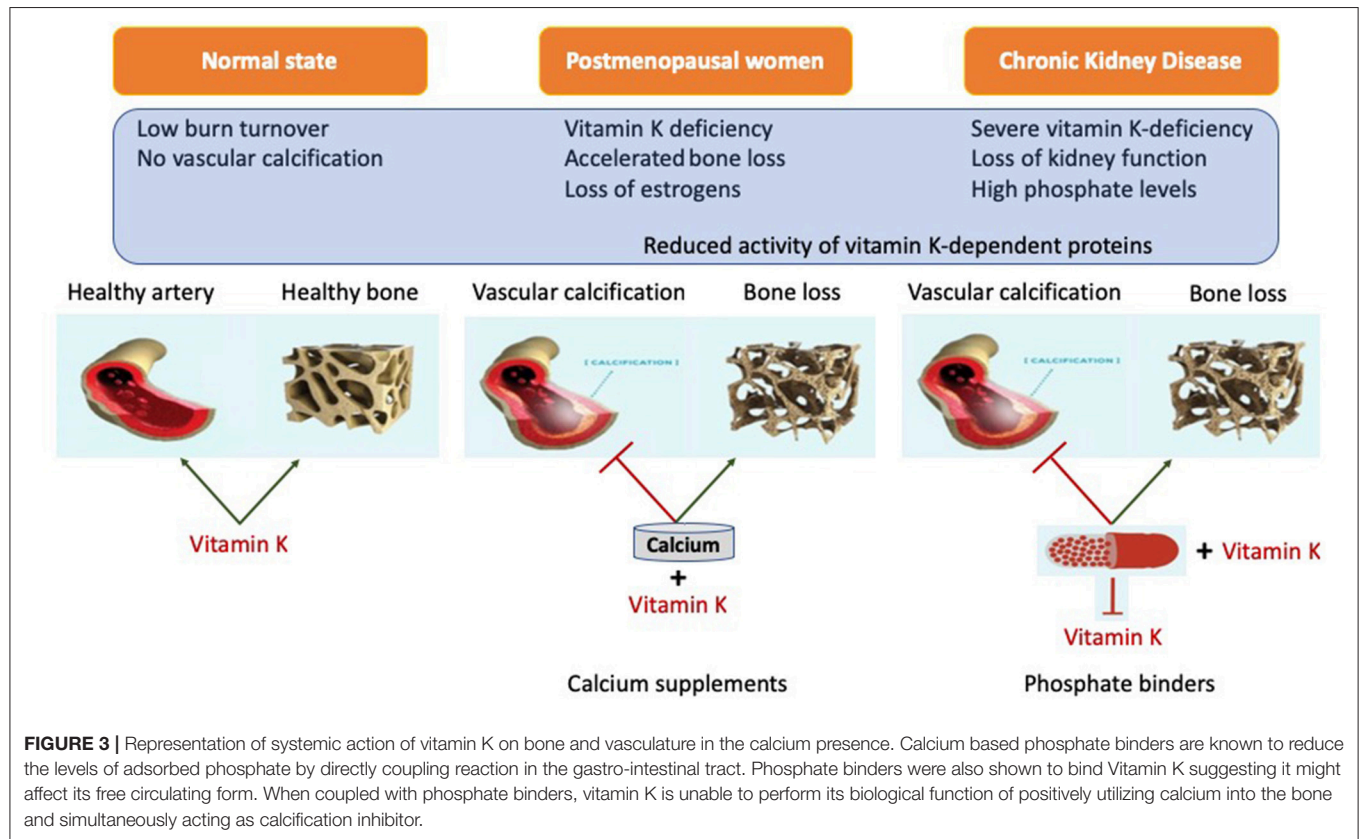 Normal state
Postmenopausal women
Chronic Kidney Disease
Low burn turnover
No vascular calcification
Vitamin K deficiency
Accelerated bone loss
Loss of estrogens
Severe vitamin K-deficiency
Loss of kidney function
High phosphate levels
Reduced activity of vitamin K-dependent proteins
Healthy artery
Healthy bone
Vascular calcification
Bone loss
Vascular calcification
Bone loss
[ CALCIFICATION ]
[ CALCIFICATION ]
Vitamin K
Calcium
+
Vitamin K
+ Vitamin K
Vitamin K
Calcium supplements
Phosphate binders
FIGURE 3 | Representation of systemic action of vitamin K on bone and vasculature in the calcium presence. Calcium based phosphate binders are known to reduce
the levels of adsorbed phosphate by directly coupling reaction in the gastro-intestinal tract. Phosphate binders were also shown to bind Vitamin K suggesting it might
affect its free circulating form. When coupled with phosphate binders, vitamin K is unable to perform its biological function of positively utilizing calcium into the bone
and simultaneously acting as calcification inhibitor.